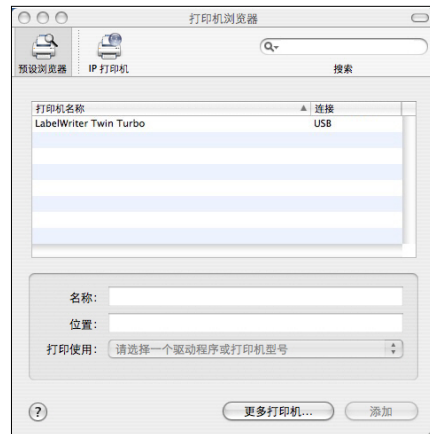 打印机浏览器
预设浏览器 IP 打印机 搜索
打印机名称 连接
LabelWriter Twin Turbo USB
名称:
位置:
打印使用: 请选择一个驱动程序或打印机型号
? 更多打印机... 添加